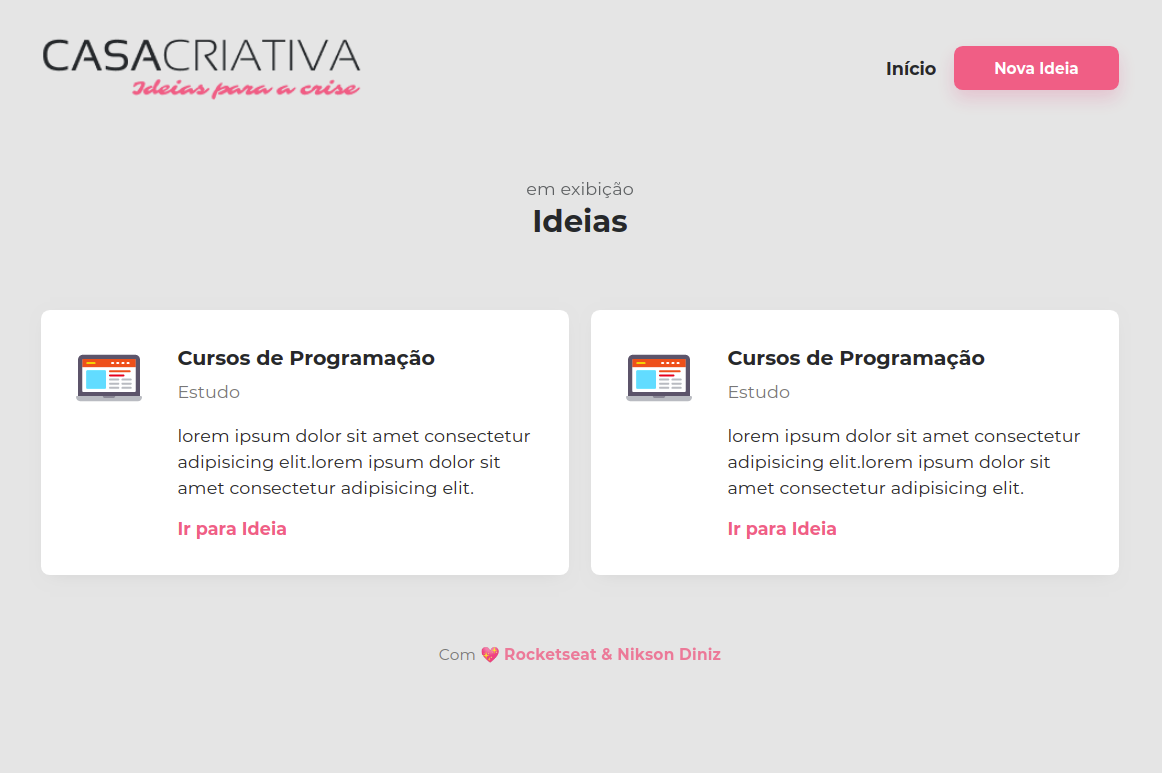 CASACRIATIVA
Ideias para a crise
Início
Nova Ideia
em exibição
Ideias
Cursos de Programação
Estudo
lorem ipsum dolor sit amet consectetur
adipisicing elit.lorem ipsum dolor sit
amet consectetur adipisicing elit.
Ir para Ideia
Cursos de Programação
Estudo
lorem ipsum dolor sit amet consectetur
adipisicing elit.lorem ipsum dolor sit
amet consectetur adipisicing elit.
Ir para Ideia
Com 💖 Rocketseat & Nikson Diniz